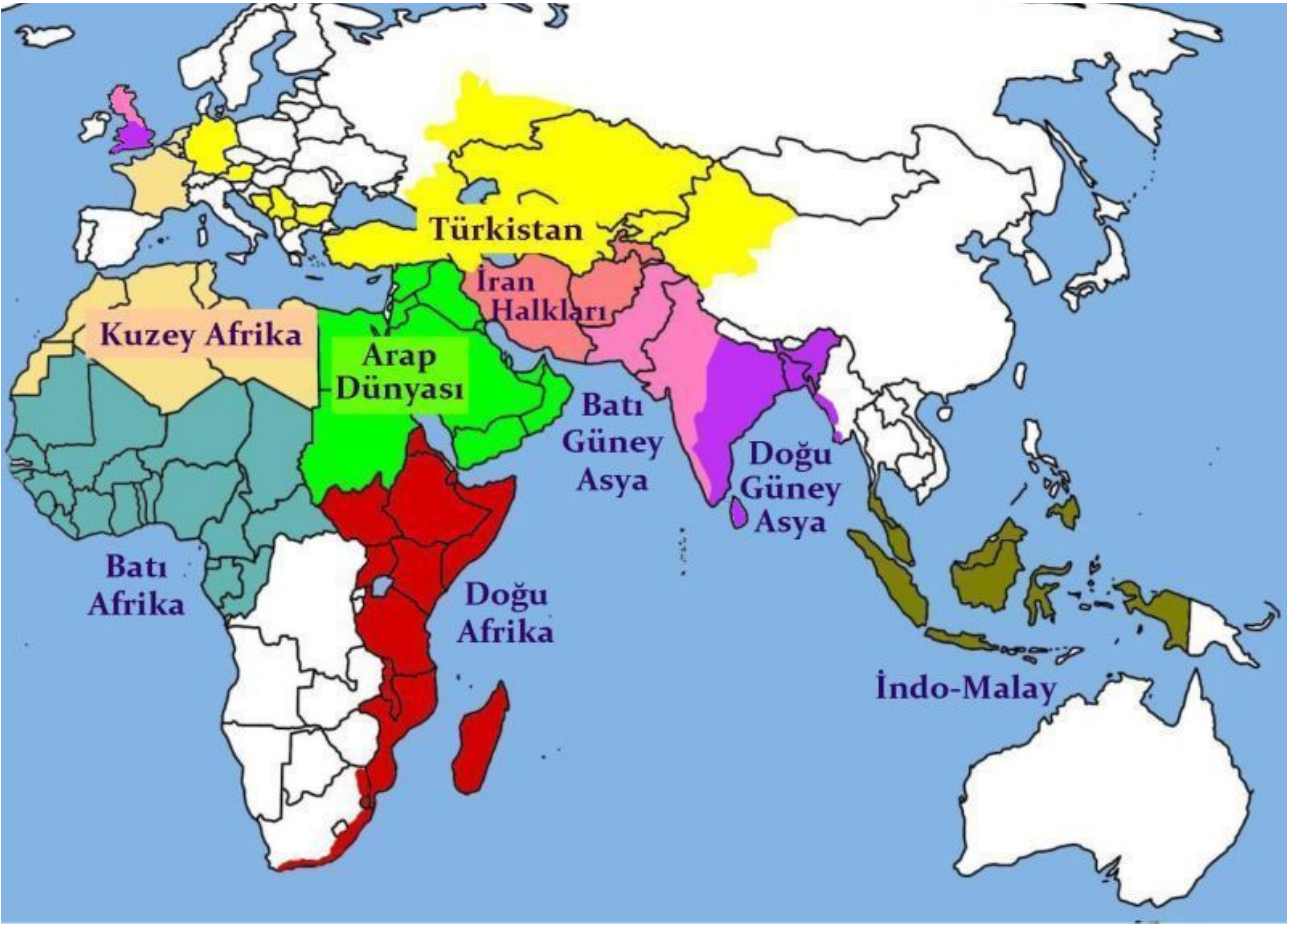 Türkistan
İran
Halkları
Kuzey Afrika
Arap
Dünyası
Batı
Güney
Asya
Doğu
Güney
Asya
Batı
Afrika
Doğu
Afrika
İndo-Malay